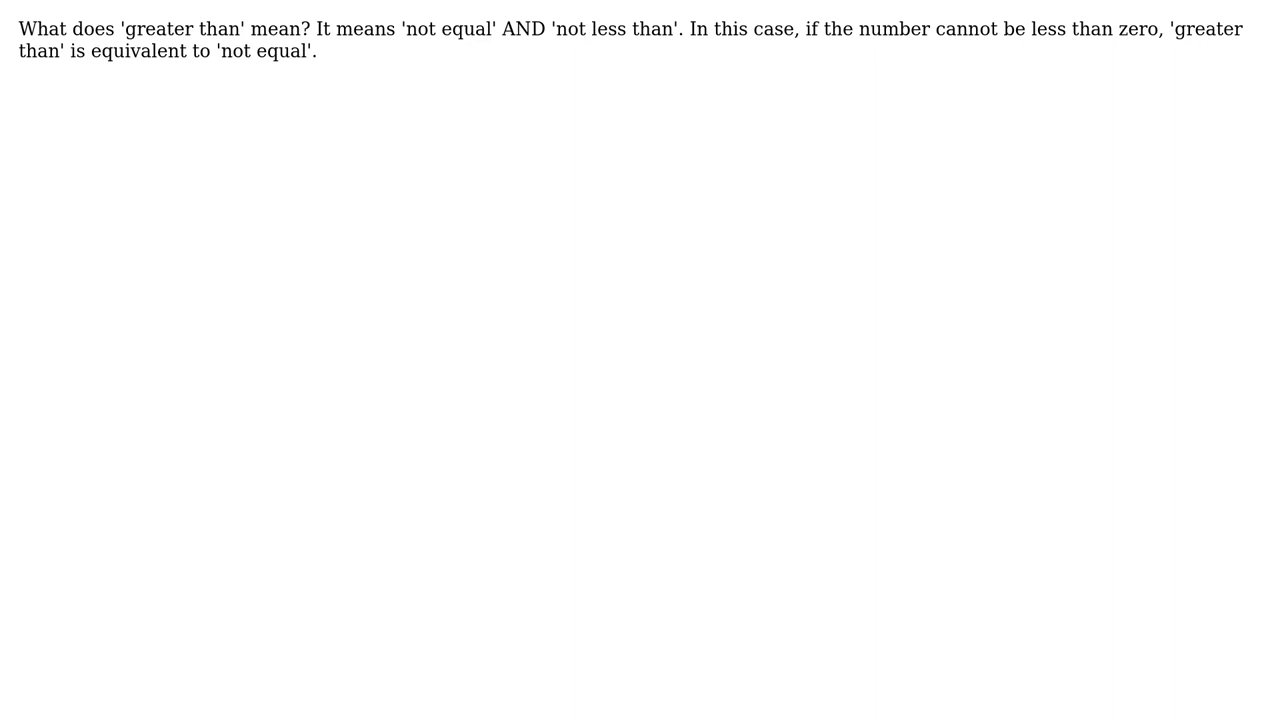 What does 'greater than' mean? It means 'not equal' AND 'not less than'. In this case, if the number cannot be less than zero, 'greater
than' is equivalent to 'not equal'.